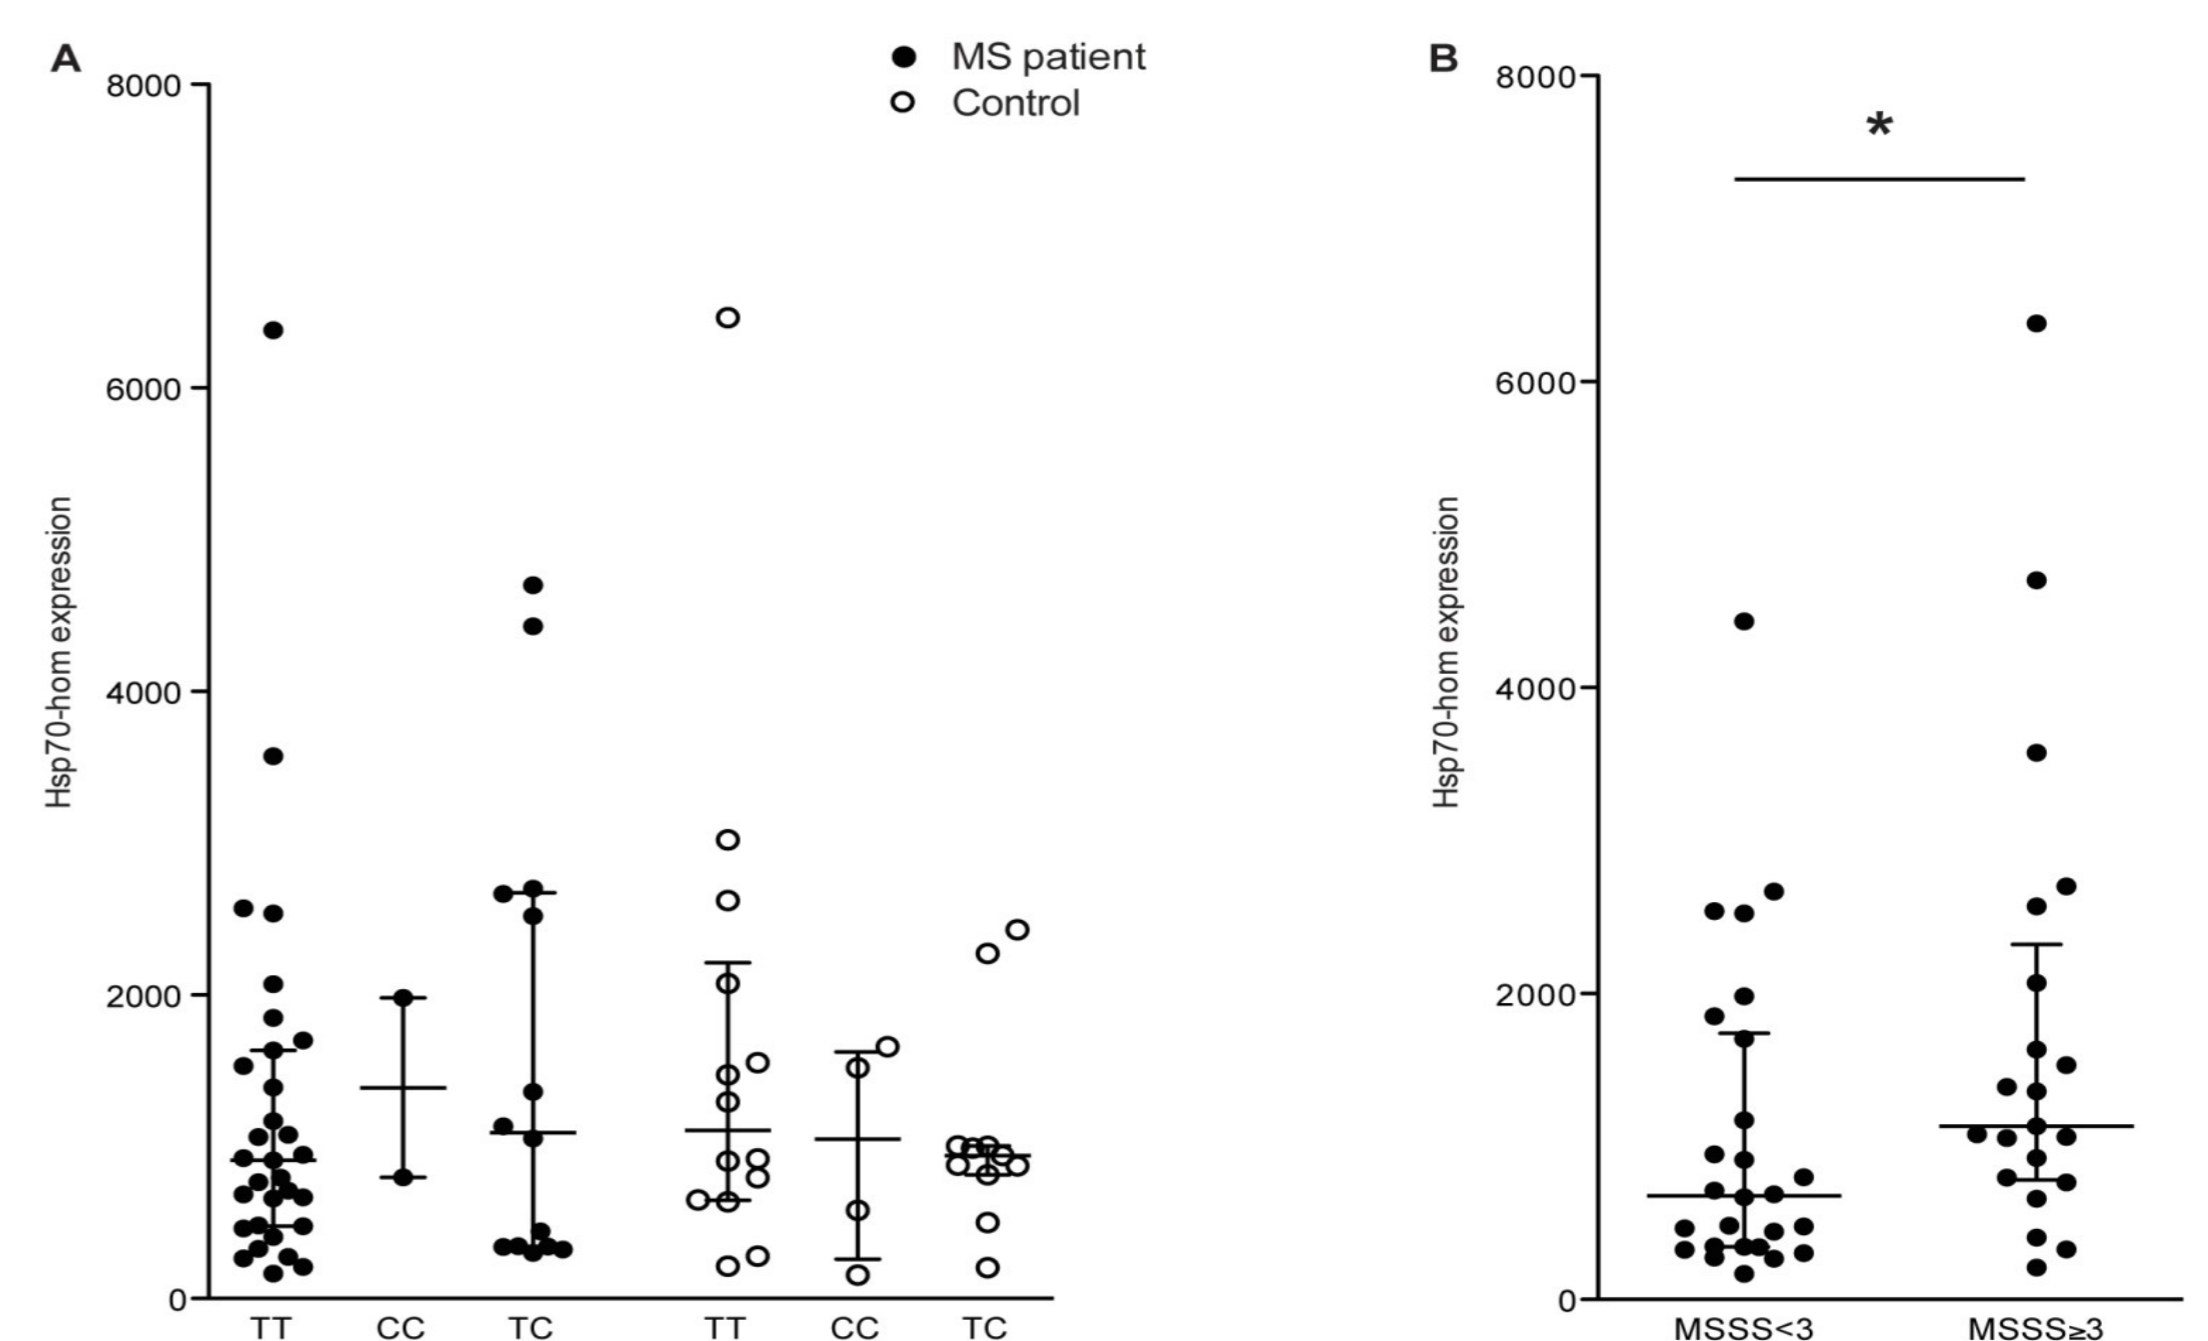 A
MS patient
Control
8000
6000
4000
2000
0
Hsp70-hom expression
TT CC TC TT CC TC
B
*
8000
6000
4000
2000
0
Hsp70-hom expression
MSSS<3 MSSS≥3